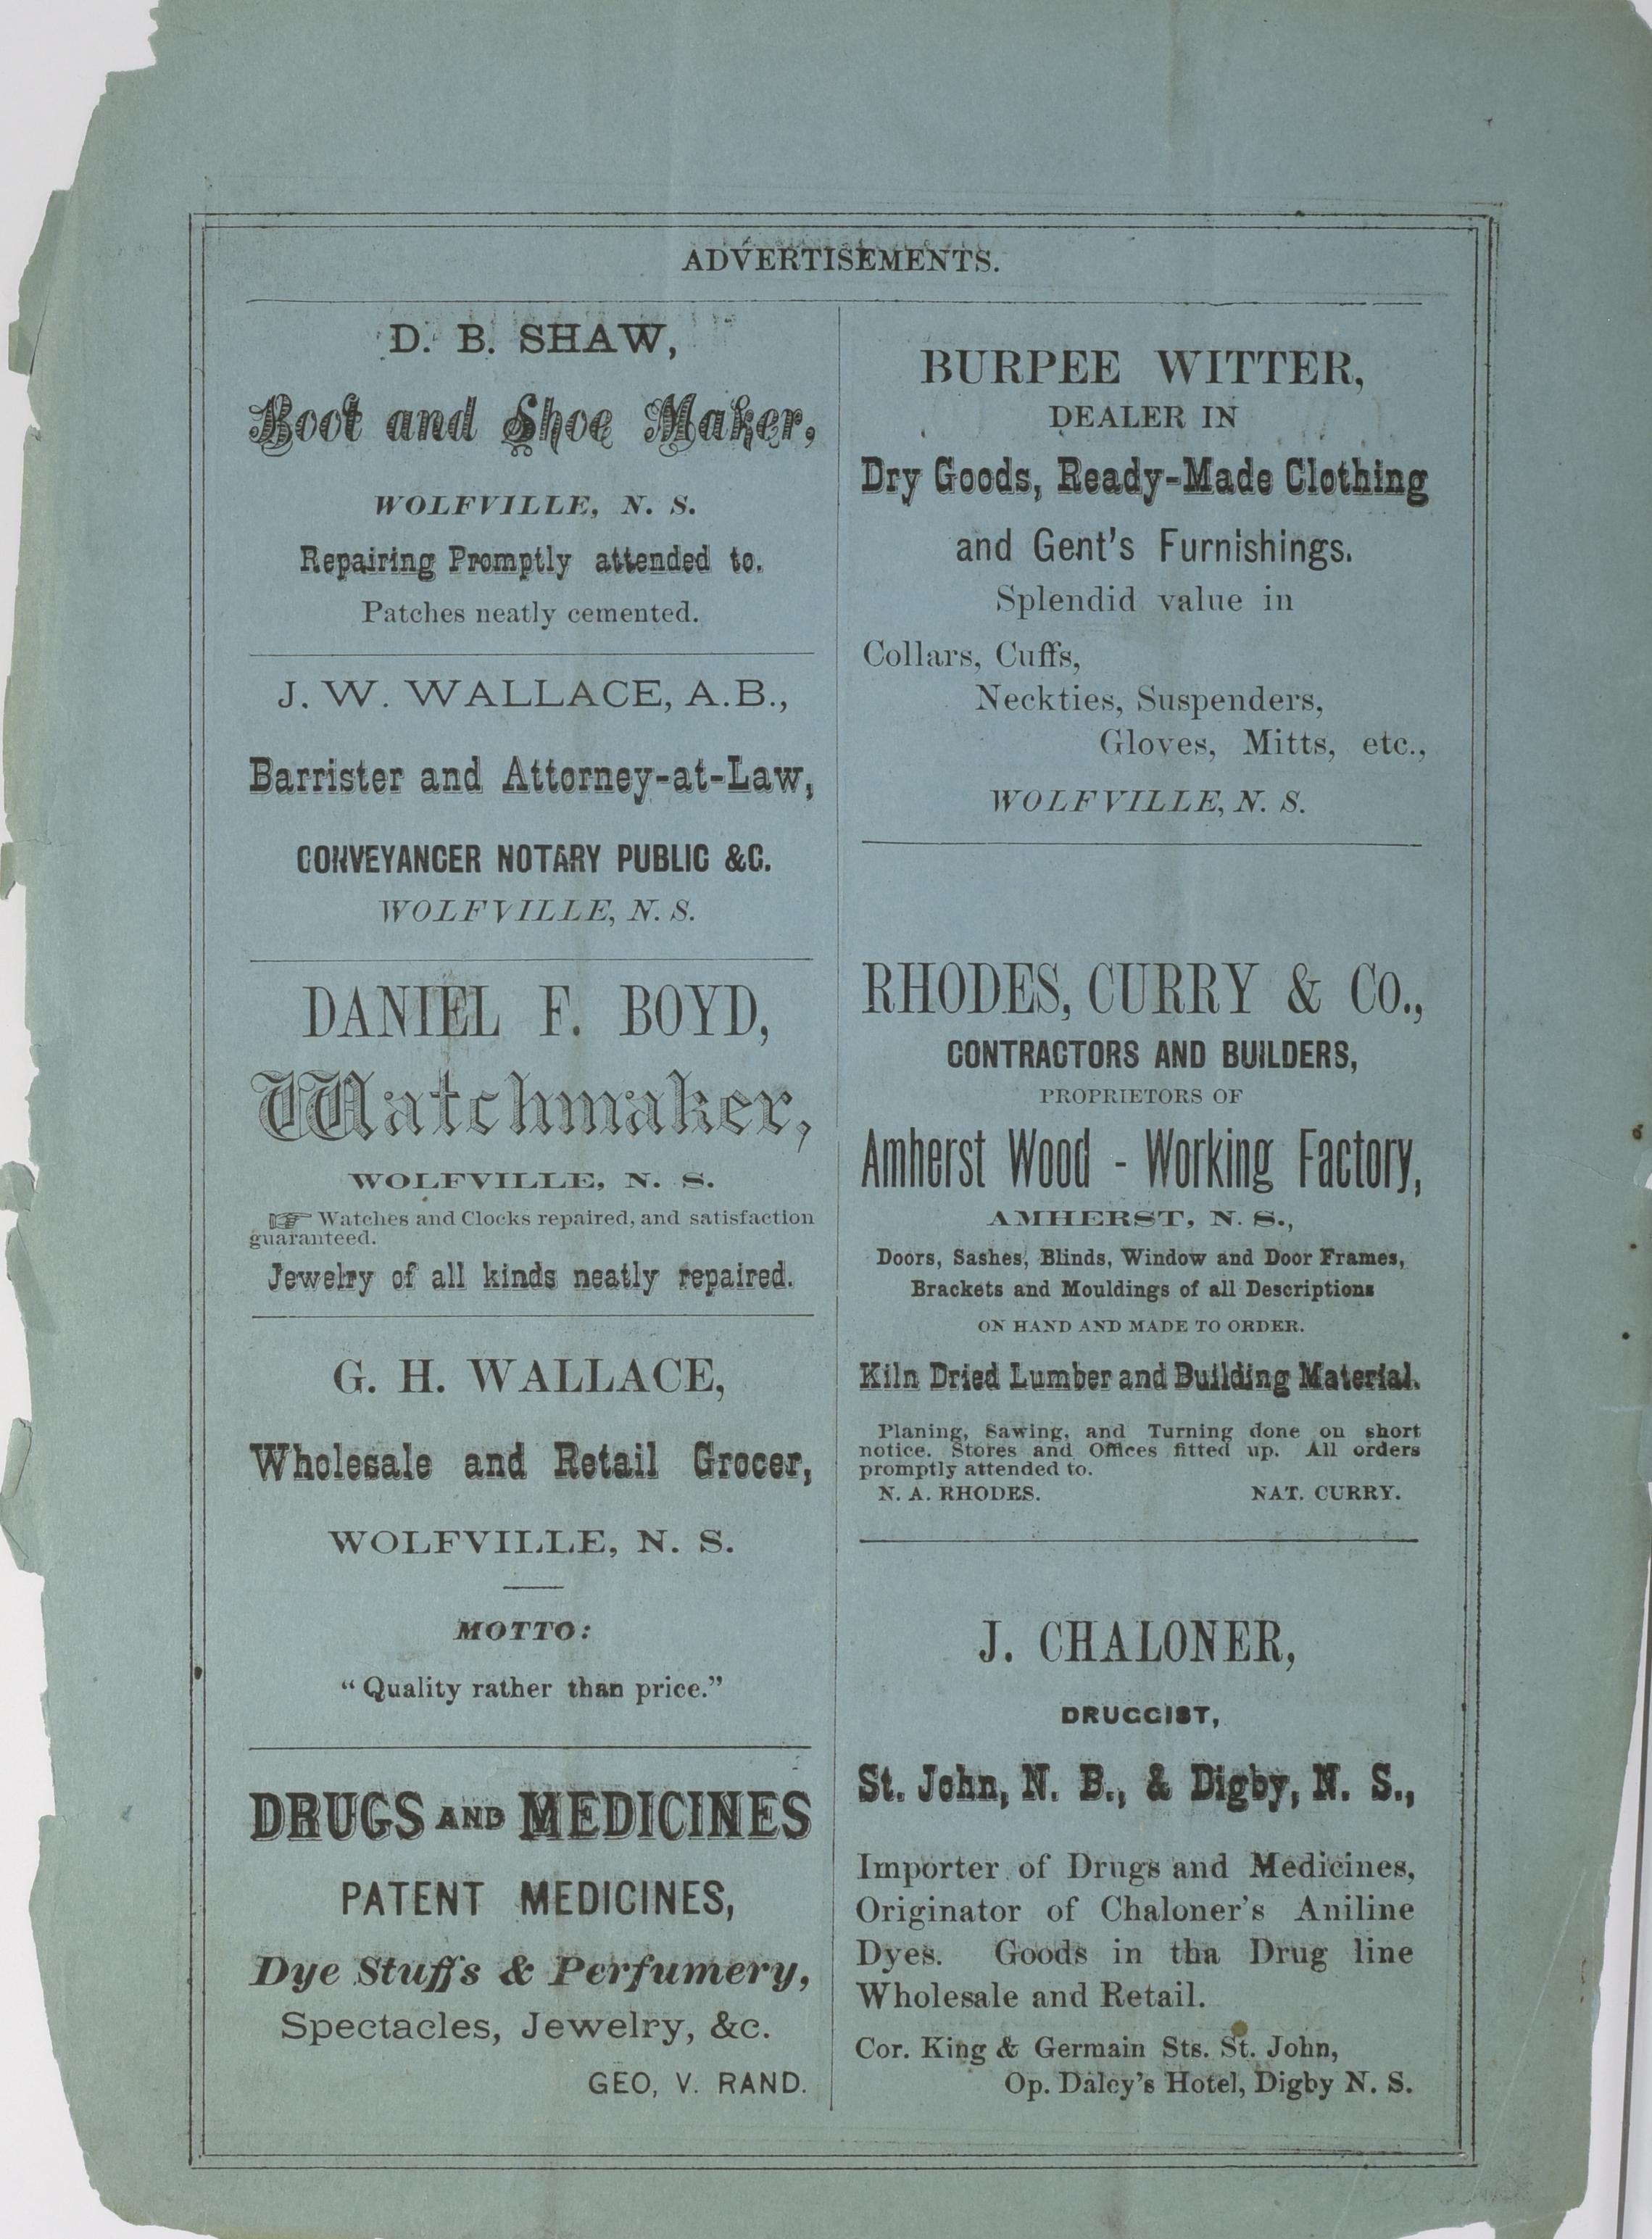 ADVERTISEMENTS.
D. B. SHAW,
Boot and Shoe Maker,
WOLFVILLE, N. S.
Repairing Promptly attended to.
Patches neatly cemented.
J. W. WALLACE, A.B.,
Barrister and Attorney-at-Law,
CONVEYANCER NOTARY PUBLIC &C.
WOLFVILLE, N. S.
DANIEL F. BOYD,
Watchmaker,
WOLFVILLE, N. S.
☞ Watches and Clocks repaired, and satisfaction
guaranteed.
Jewelry of all kinds neatly repaired.
G. H. WALLACE,
Wholesale and Retail Grocer,
WOLFVILLE, N. S.
MOTTO:
"Quality rather than price."
DRUGS AND MEDICINES
PATENT MEDICINES,
Dye Stuffs & Perfumery,
Spectacles, Jewelry, &c.
GEO, V. RAND.
BURPEE WITTER,
DEALER IN
Dry Goods, Ready-Made Clothing
and Gent's Furnishings.
Splendid value in
Collars, Cuffs,
Neckties, Suspenders,
Gloves, Mitts, etc.,
WOLFVILLE, N. S.
RHODES, CURRY & CO.,
CONTRACTORS AND BUILDERS,
PROPRIETORS OF
Amherst Wood - Working Factory,
AMHERST, N. S.,
Doors, Sashes, Blinds, Window and Door Frames,
Brackets and Mouldings of all Descriptions
ON HAND AND MADE TO ORDER.
Kiln Dried Lumber and Building Material.
Planing, Sawing, and Turning done on short
notice. Stores and Offices fitted up. All orders
promptly attended to.
N. A. RHODES. NAT. CURRY.
J. CHALONER,
DRUGGIST,
St. John, N. B., & Digby, N. S.,
Importer of Drugs and Medicines,
Originator of Chaloner's Aniline
Dyes. Goods in tha Drug line
Wholesale and Retail.
Cor. King & Germain Sts. St. John,
Op. Daley's Hotel, Digby N. S.